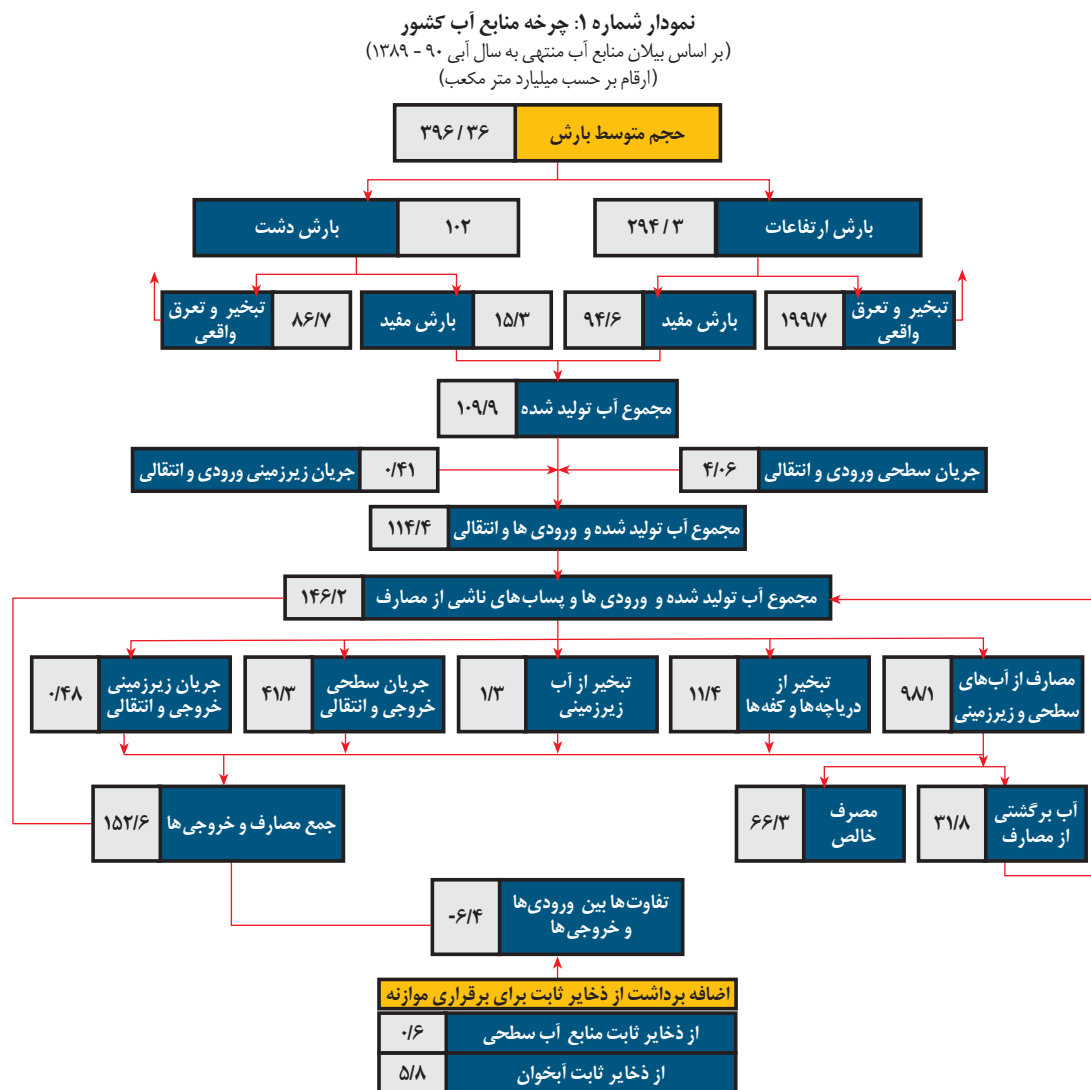 نمودار شماره ۱: چرخه منابع آب کشور
(بر اساس بیلان منابع آب منتهی به سال آبی ۹۰ - ۱۳۸۹)
(ارقام بر حسب میلیارد متر مکعب)
حجم متوسط بارش
۳۹۶/۳۶
بارش ارتفاعات
۲۹۴/۳
۱۰۲
بارش دشت
تبخیر و تعرق
واقعی
۱۹۹/۷
بارش مفید
۹۴/۶
۱۵/۳
بارش مفید
۸۶/۷
تبخیر و تعرق
واقعی
مجموع آب تولید شده
۱۰۹/۹
جریان سطحی ورودی و انتقالی
۴/۰۶
۰/۴۱
جریان زیرزمینی ورودی و انتقالی
مجموع آب تولید شده و ورودی ها و انتقالی
۱۱۴/۴
مجموع آب تولید شده و ورودی ها و پساب‌های ناشی از مصارف
۱۴۶/۲
مصارف از آب‌های
سطحی و زیرزمینی
۹۸/۱
تبخیر از
دریاچه‌ها و کفه‌ها
۱۱/۴
تبخیر از آب
زیرزمینی
۱/۳
جریان سطحی
خروجی و انتقالی
۴۱/۳
جریان زیرزمینی
خروجی و انتقالی
۰/۴۸
آب برگشتی
از مصارف
۳۱/۸
مصرف
خالص
۶۶/۳
جمع مصارف و خروجی‌ها
۱۵۲/۶
تفاوت‌ها بین ورودی‌ها
و خروجی‌ها
-۶/۴
اضافه برداشت از ذخایر ثابت برای برقراری موازنه
از ذخایر ثابت منابع آب سطحی
۰/۶
از ذخایر ثابت آبخوان
۵/۸